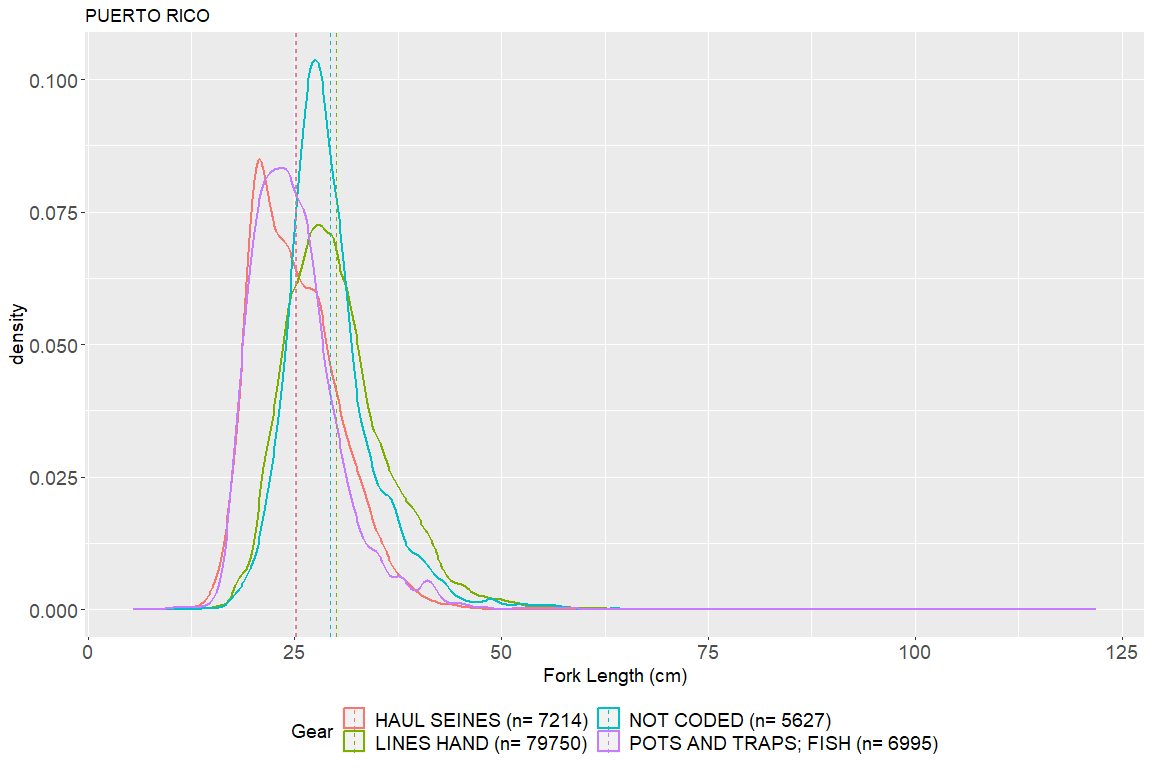 PUERTO RICO
0.100
0.075
0.050
0.025
0.000
density
0 25 50 75 100 125
Fork Length (cm)
Gear
HAUL SEINES (n= 7214) NOT CODED (n= 5627)
LINES HAND (n= 79750) POTS AND TRAPS; FISH (n= 6995)